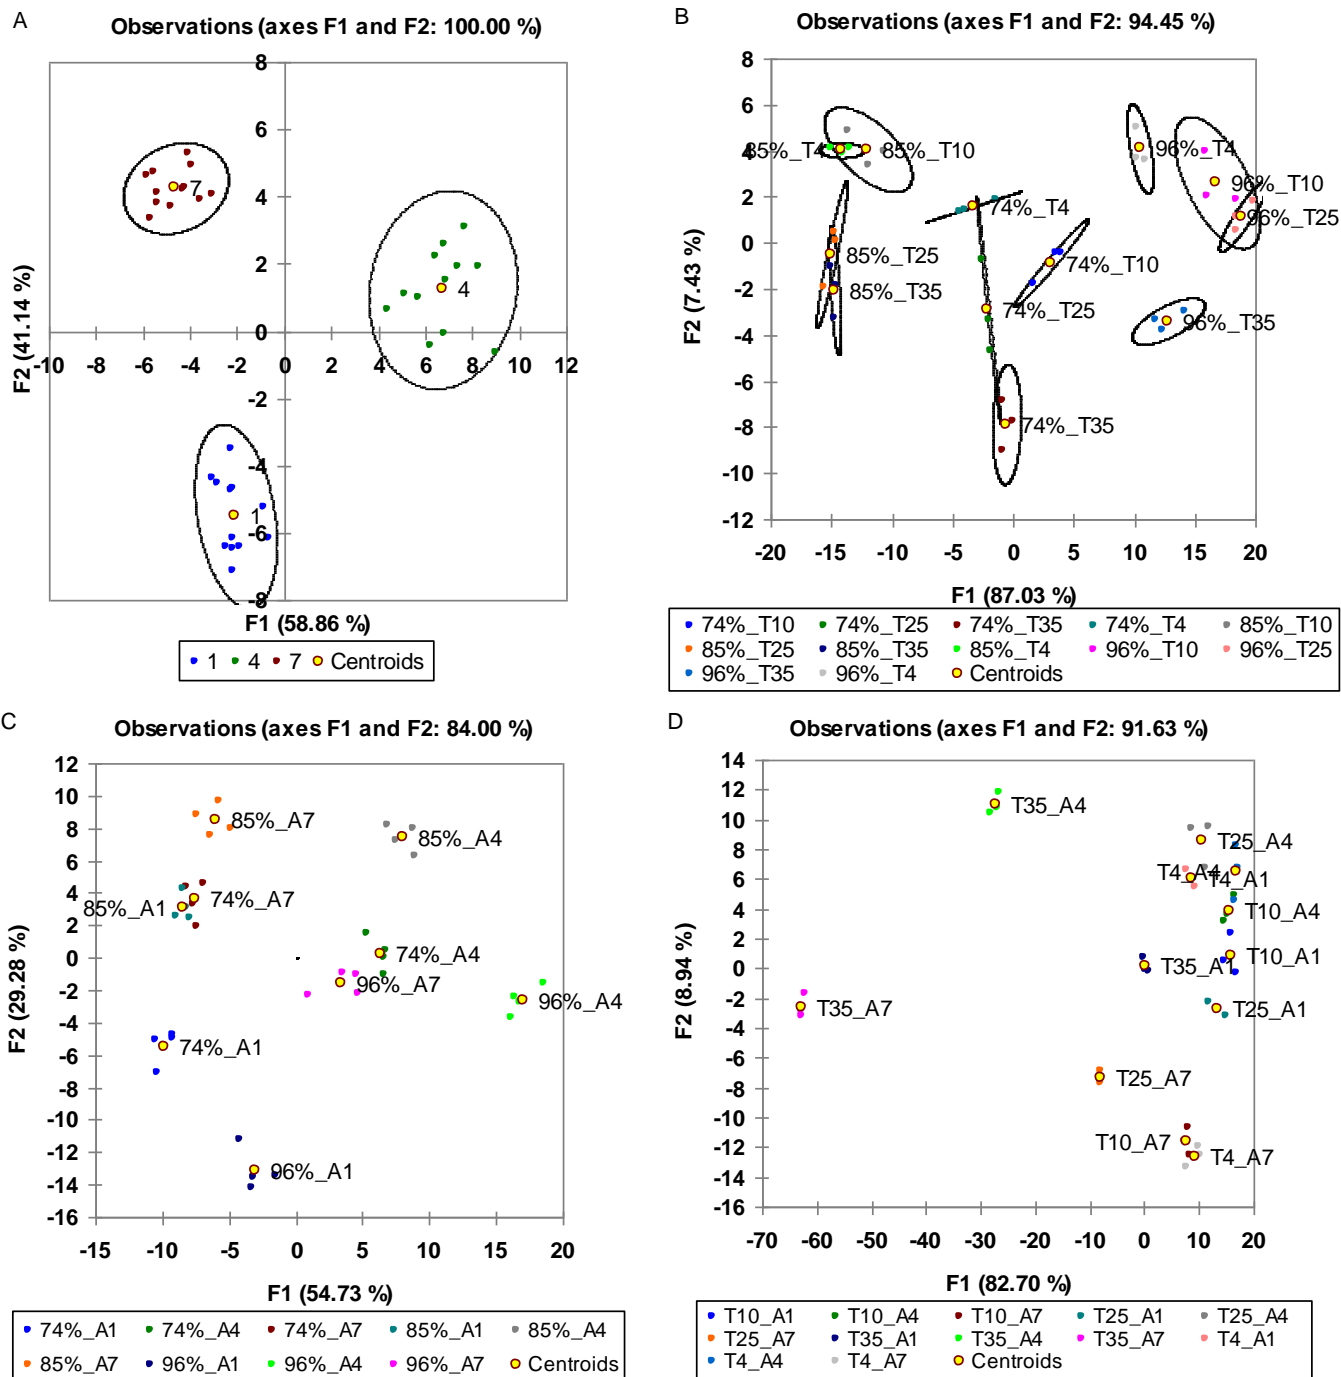 A
Observations (axes F1 and F2: 100.00 %)
8
6
4
2
0
-2
-4
-6
-8
-10 -8 -6 -4 -2 0 2 4 6 8 10 12
7
4
1
F2 (41.14 %)
F1 (58.86 %)
1 4 7 Centroids
B
Observations (axes F1 and F2: 94.45 %)
8
6
4
2
0
-2
-4
-6
-8
-10
-12
-20 -15 -10 -5 0 5 10 15 20
85%_T4
85%_T10
96%_T4
96%_T10
96%_T25
74%_T4
85%_T25
74%_T10
85%_T35
74%_T25
96%_T35
74%_T35
F2 (7.43 %)
F1 (87.03 %)
74%_T10 74%_T25 74%_T35 74%_T4 85%_T10
85%_T25 85%_T35 85%_T4 96%_T10 96%_T25
96%_T35 96%_T4 Centroids
C
Observations (axes F1 and F2: 84.00 %)
12
10
8
6
4
2
0
-2
-4
-6
-8
-10
-12
-14
-16
-15 -10 -5 0 5 10 15 20
85%_A7
85%_A4
74%_A7
85%_A1
74%_A4
96%_A7
96%_A4
74%_A1
96%_A1
F2 (29.28 %)
F1 (54.73 %)
74%_A1 74%_A4 74%_A7 85%_A1 85%_A4
85%_A7 96%_A1 96%_A4 96%_A7 Centroids
D
Observations (axes F1 and F2: 91.63 %)
14
12
10
8
6
4
2
0
-2
-4
-6
-8
-10
-12
-14
-16
-70 -60 -50 -40 -30 -20 -10 0 10 20
T35_A4
T25_A4
T4_A4
T4_A1
T10_A4
T10_A1
T35_A1
T35_A7
T25_A1
T25_A7
T10_A7
T4_A7
F2 (8.94 %)
F1 (82.70 %)
T10_A1 T10_A4 T10_A7 T25_A1 T25_A4
T25_A7 T35_A1 T35_A4 T35_A7 T4_A1
T4_A4 T4_A7 Centroids